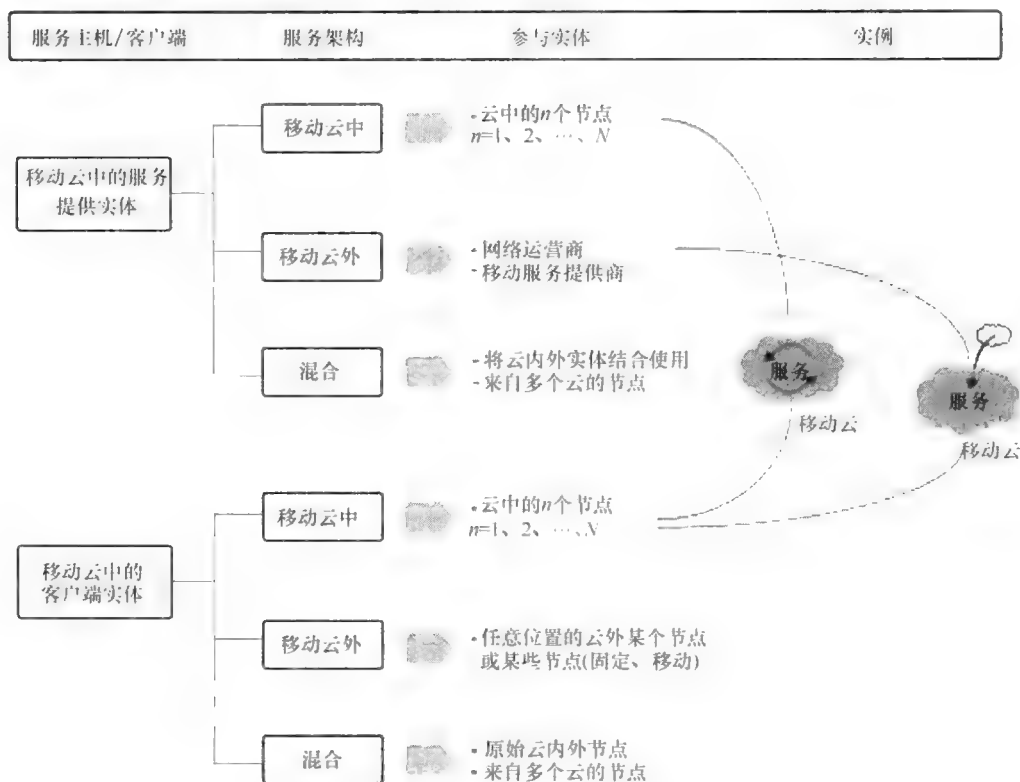 服务主机/客户端 服务架构 参与实体 实例
移动云中
-云中的n个节点
n=1、2、…、N
移动云中的服务
提供实体
移动云外
-网络运营商
-移动服务提供商
混合
-将云内外实体结合使用
-来自多个云的节点
服务
移动云
服务
移动云
移动云中
•云中的n个节点
n=1、2、…、N
移动云中的
客户端实体
移动云外
•任意位置的云外某个节点
或某些节点(固定、移动)
混合
•原始云内外节点
•来自多个云的节点